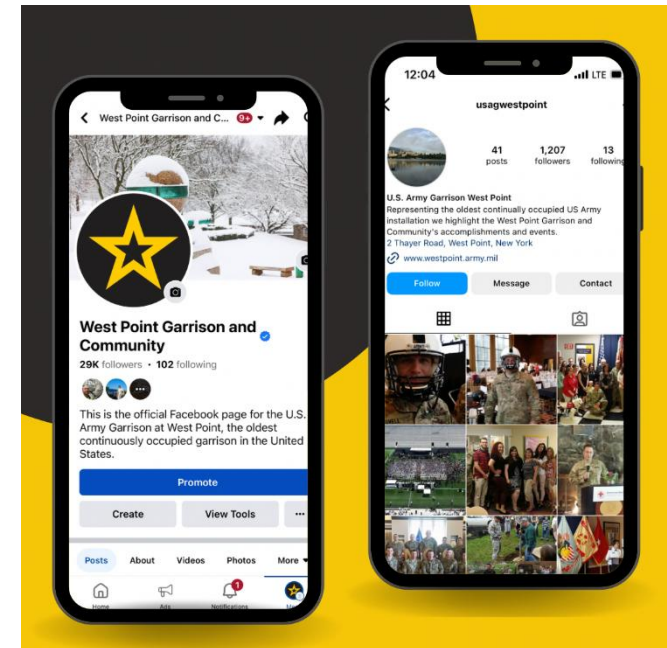 West Point Garrison and C... 9+
West Point Garrison and
Community
29K followers • 102 following
This is the official Facebook page for the U.S.
Army Garrison at West Point, the oldest
continuously occupied garrison in the United
States.
Promote
Create View Tools
Posts About Videos Photos More
1
Home Ads Notifications
12:04 LTE
usagwestpoint
41 1,207 13
posts followers following
U.S. Army Garrison West Point
Representing the oldest continually occupied US Army
installation we highlight the West Point Garrison and
Community's accomplishments and events.
2 Thayer Road, West Point, New York
www.westpoint.army.mil
Follow Message Contact